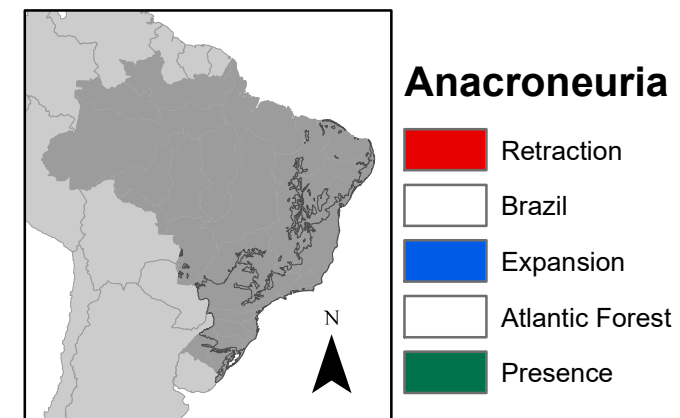 Anacroneuria
Retraction
Brazil
Expansion
Atlantic Forest
Presence
N